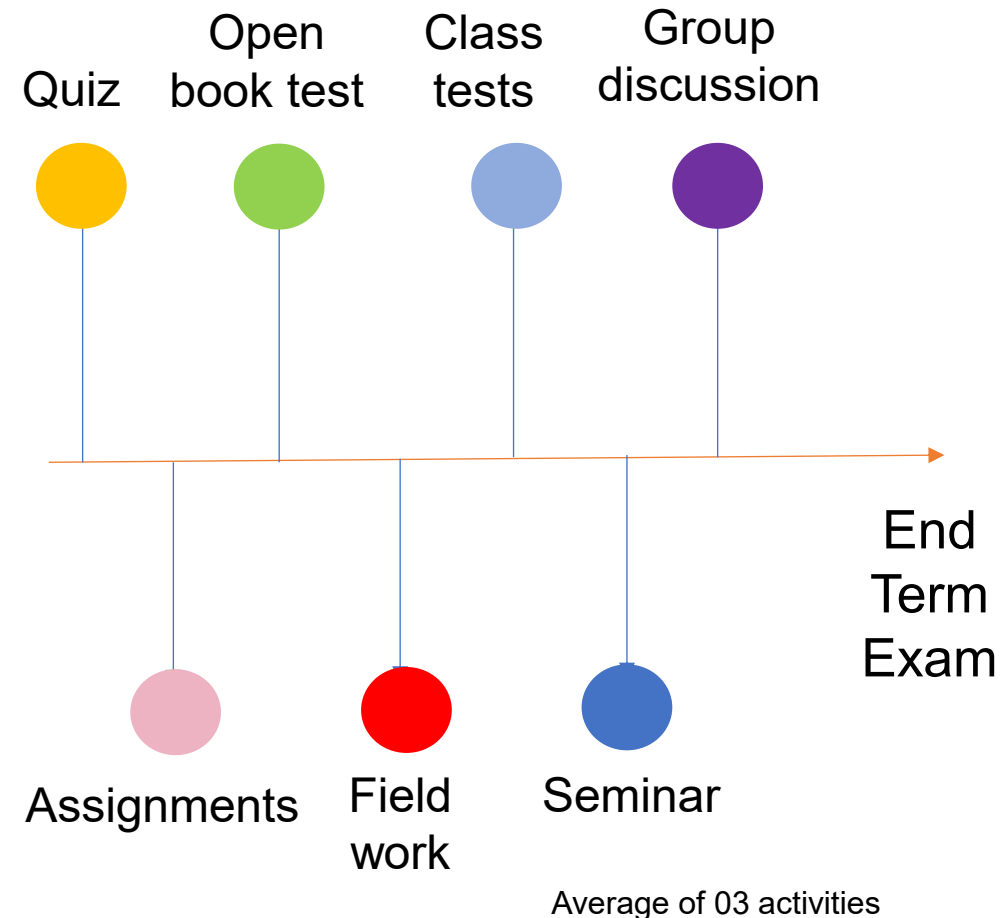 Quiz
Open
book test
Class
tests
Group
discussion
End
Term
Exam
Assignments
Field
work
Seminar
Average of 03 activities